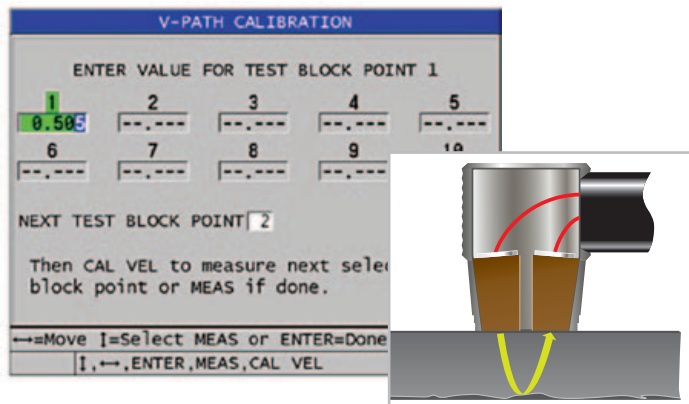 V-PATH CALIBRATION
ENTER VALUE FOR TEST BLOCK POINT 1
1 2 3 4 5
0.505 --.--- --.--- --.--- --.---
6 7 8 9 10
--.--- --.--- --.--- --.---
NEXT TEST BLOCK POINT 2
Then CAL VEL to measure next
block point or MEAS if done.
↔=Move ↕=Select MEAS or ENTER=Done
↕,↔,ENTER,MEAS,CAL VEL